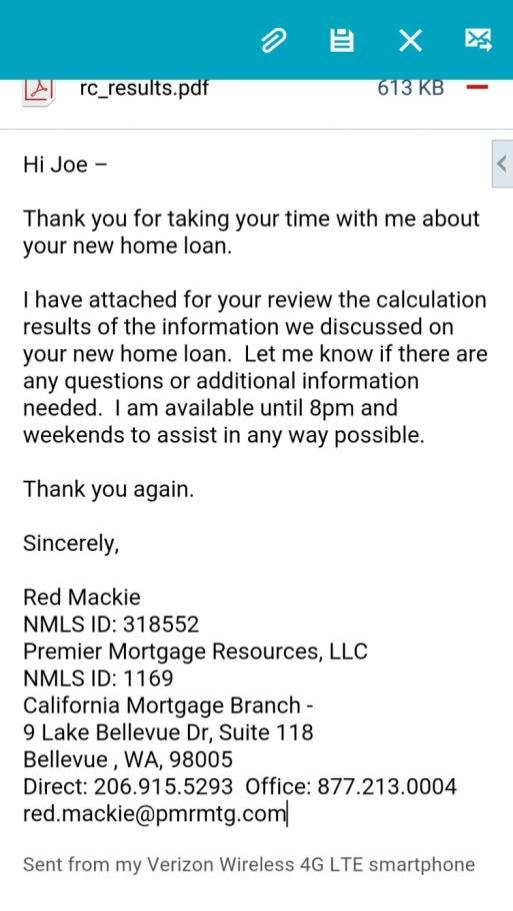 rc_results.pdf 613 KB
Hi Joe –
Thank you for taking your time with me about
your new home loan.
I have attached for your review the calculation
results of the information we discussed on
your new home loan.  Let me know if there are
any questions or additional information
needed.  I am available until 8pm and
weekends to assist in any way possible.
Thank you again.
Sincerely,
Red Mackie
NMLS ID: 318552
Premier Mortgage Resources, LLC
NMLS ID: 1169
California Mortgage Branch -
9 Lake Bellevue Dr, Suite 118
Bellevue , WA, 98005
Direct: 206.915.5293  Office: 877.213.0004
red.mackie@pmrmtg.com
Sent from my Verizon Wireless 4G LTE smartphone